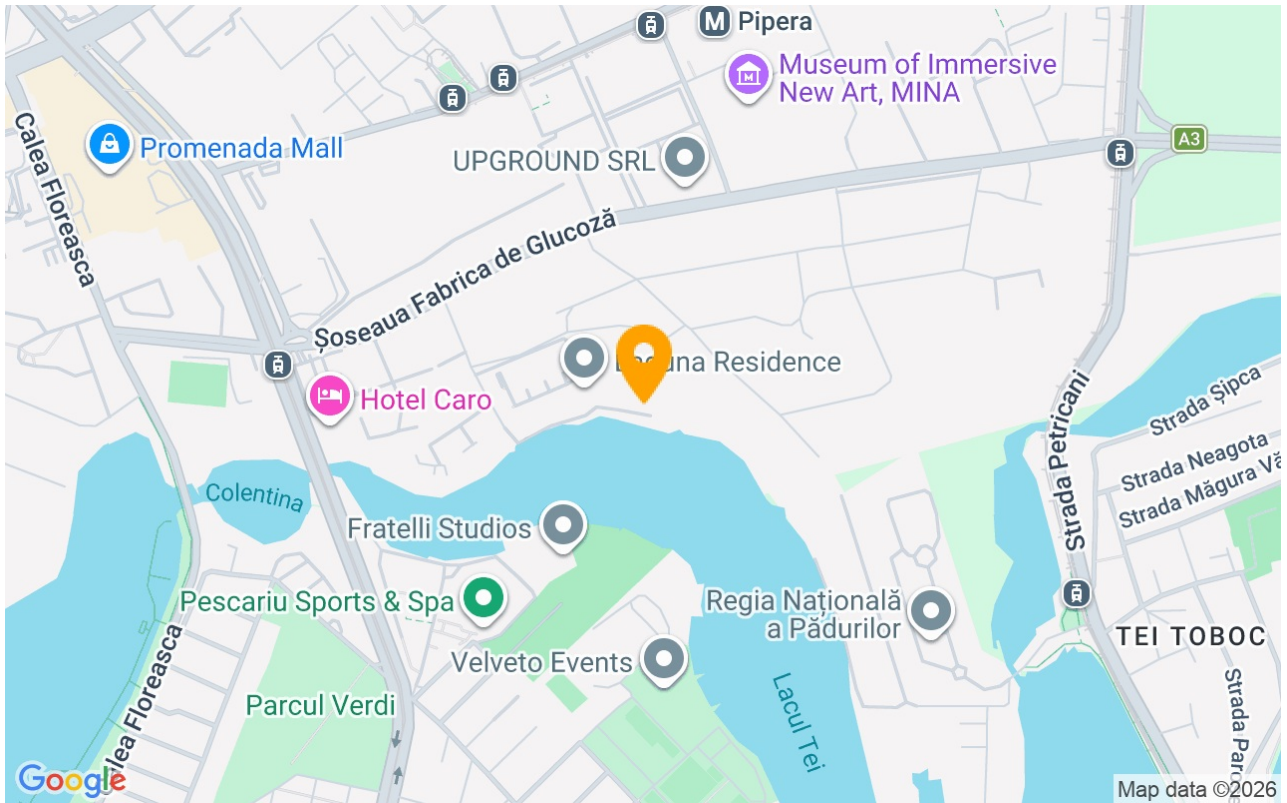 Pipera
Museum of Immersive
New Art, MINA
A3
Promenada Mall
Calea Floreasca
UPGROUND SRL
Șoseaua Fabrica de Glucoză
Residence
Hotel Caro
Strada Petricani
Strada Șipca
Strada Neagota
Strada Măgura
Colentina
Fratelli Studios
Pescariu Sports & Spa
Regia Națională
a Pădurilor
TEI TOBOC
Velveto Events
Calea Floreasca
Parcul Verdi
Lacul Tei
Strada
Google
Map data ©2026